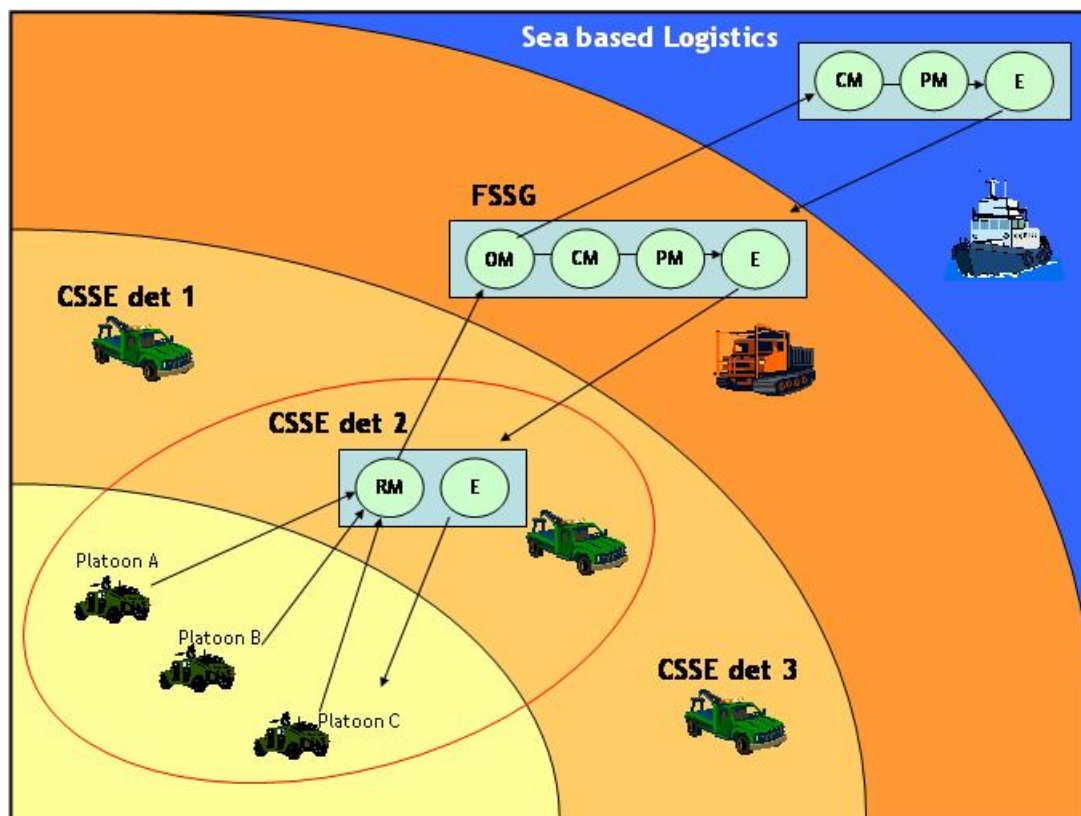 Sea based Logistics
CM PM E
FSSG
OM CM PM E
CSSE det 1
CSSE det 2
RM E
Platoon A
Platoon B
CSSE det 3
Platoon C